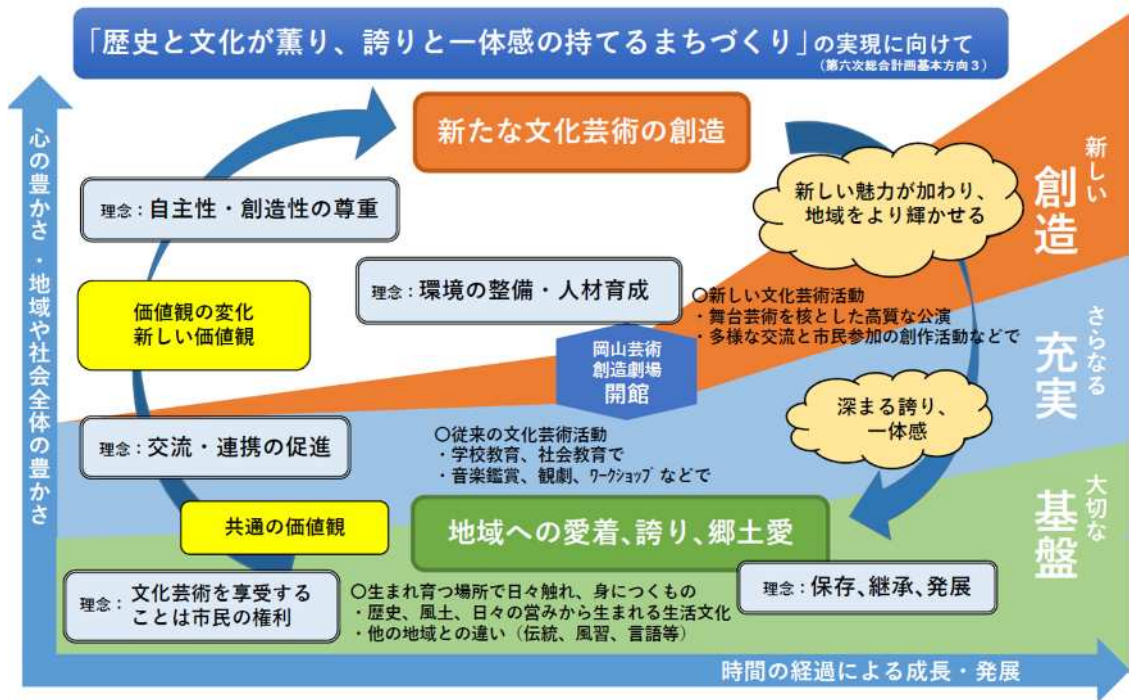 「歴史と文化が薫り、誇りと一体感の持てるまちづくり」の実現に向けて
（第六次総合計画基本方向３）
心の豊かさ・地域や社会全体の豊かさ
新たな文化芸術の創造
理念：自主性・創造性の尊重
新しい魅力が加わり、
地域をより輝かせる
新しい
創造
価値観の変化
新しい価値観
理念：環境の整備・人材育成
〇新しい文化芸術活動
・舞台芸術を核とした高質な公演
・多様な交流と市民参加の創作活動などで
岡山芸術
創造劇場
開館
さらなる
充実
理念：交流・連携の促進
〇従来の文化芸術活動
・学校教育、社会教育で
・音楽鑑賞、観劇、ﾜｰｸｼｮｯﾌﾟなどで
深まる誇り、
一体感
大切な
基盤
共通の価値観
地域への愛着、誇り、郷土愛
理念：文化芸術を享受する
ことは市民の権利
〇生まれ育つ場所で日々触れ、身につくもの
・歴史、風土、日々の営みから生まれる生活文化
・他の地域との違い（伝統、風習、言語等）
理念：保存、継承、発展
時間の経過による成長・発展